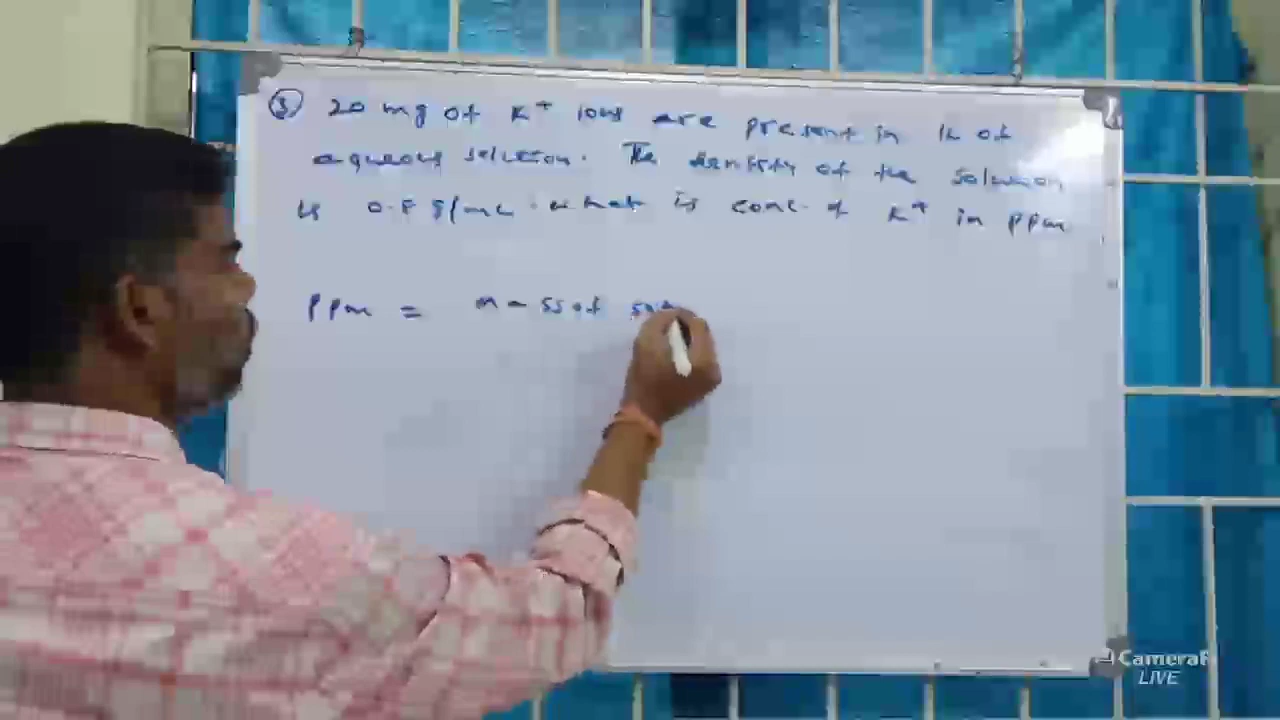 ③ 20 mg of K+ ions are present in 1L of
aqueous solution. The density of the solution
is 0.8 g/mL. what is conc. of K+ in ppm
ppm = mass of
CameraFi
LIVE